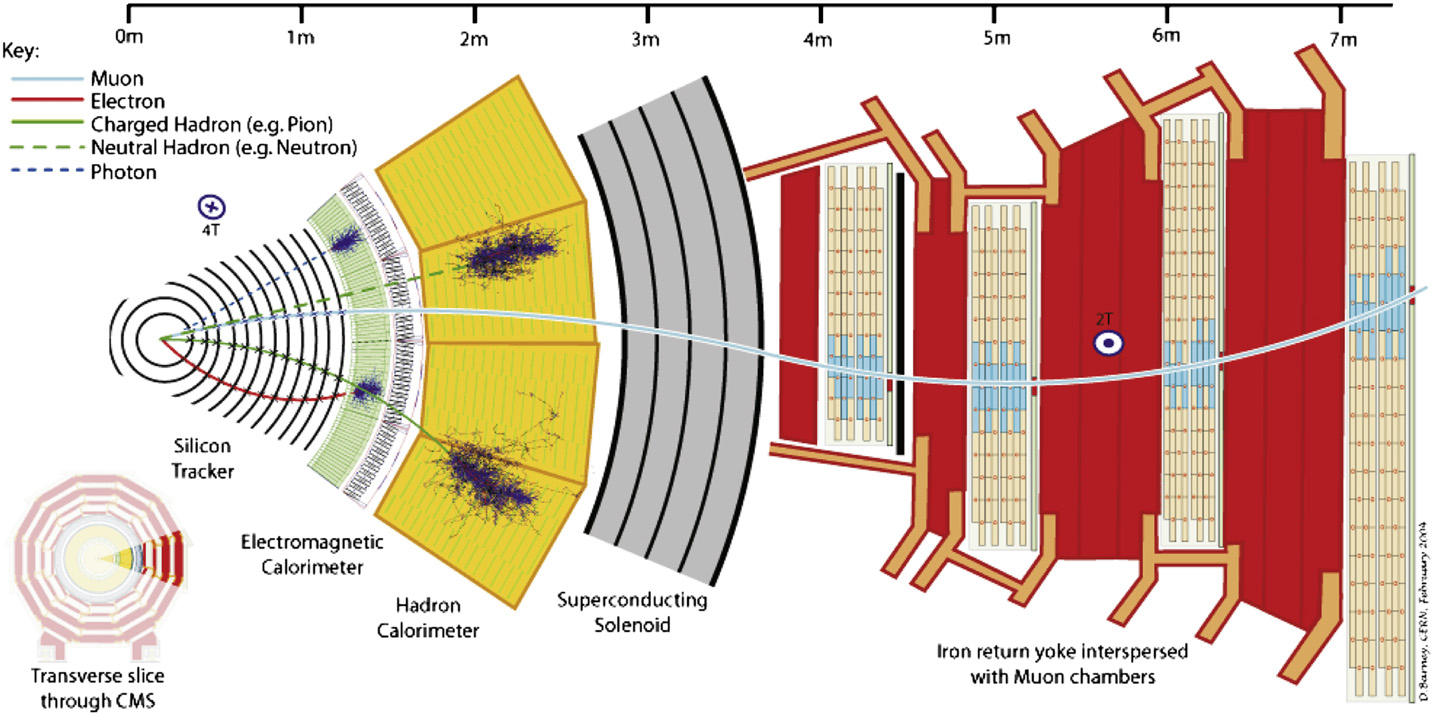 0m 1m 2m 3m 4m 5m 6m 7m
Key:
Muon
Electron
Charged Hadron (e.g. Pion)
Neutral Hadron (e.g. Neutron)
Photon
4T
2T
Silicon
Tracker
Electromagnetic
Calorimeter
Hadron
Calorimeter
Superconducting
Solenoid
Iron return yoke interspersed
with Muon chambers
Transverse slice
through CMS
D Barney, CERN, February 2004